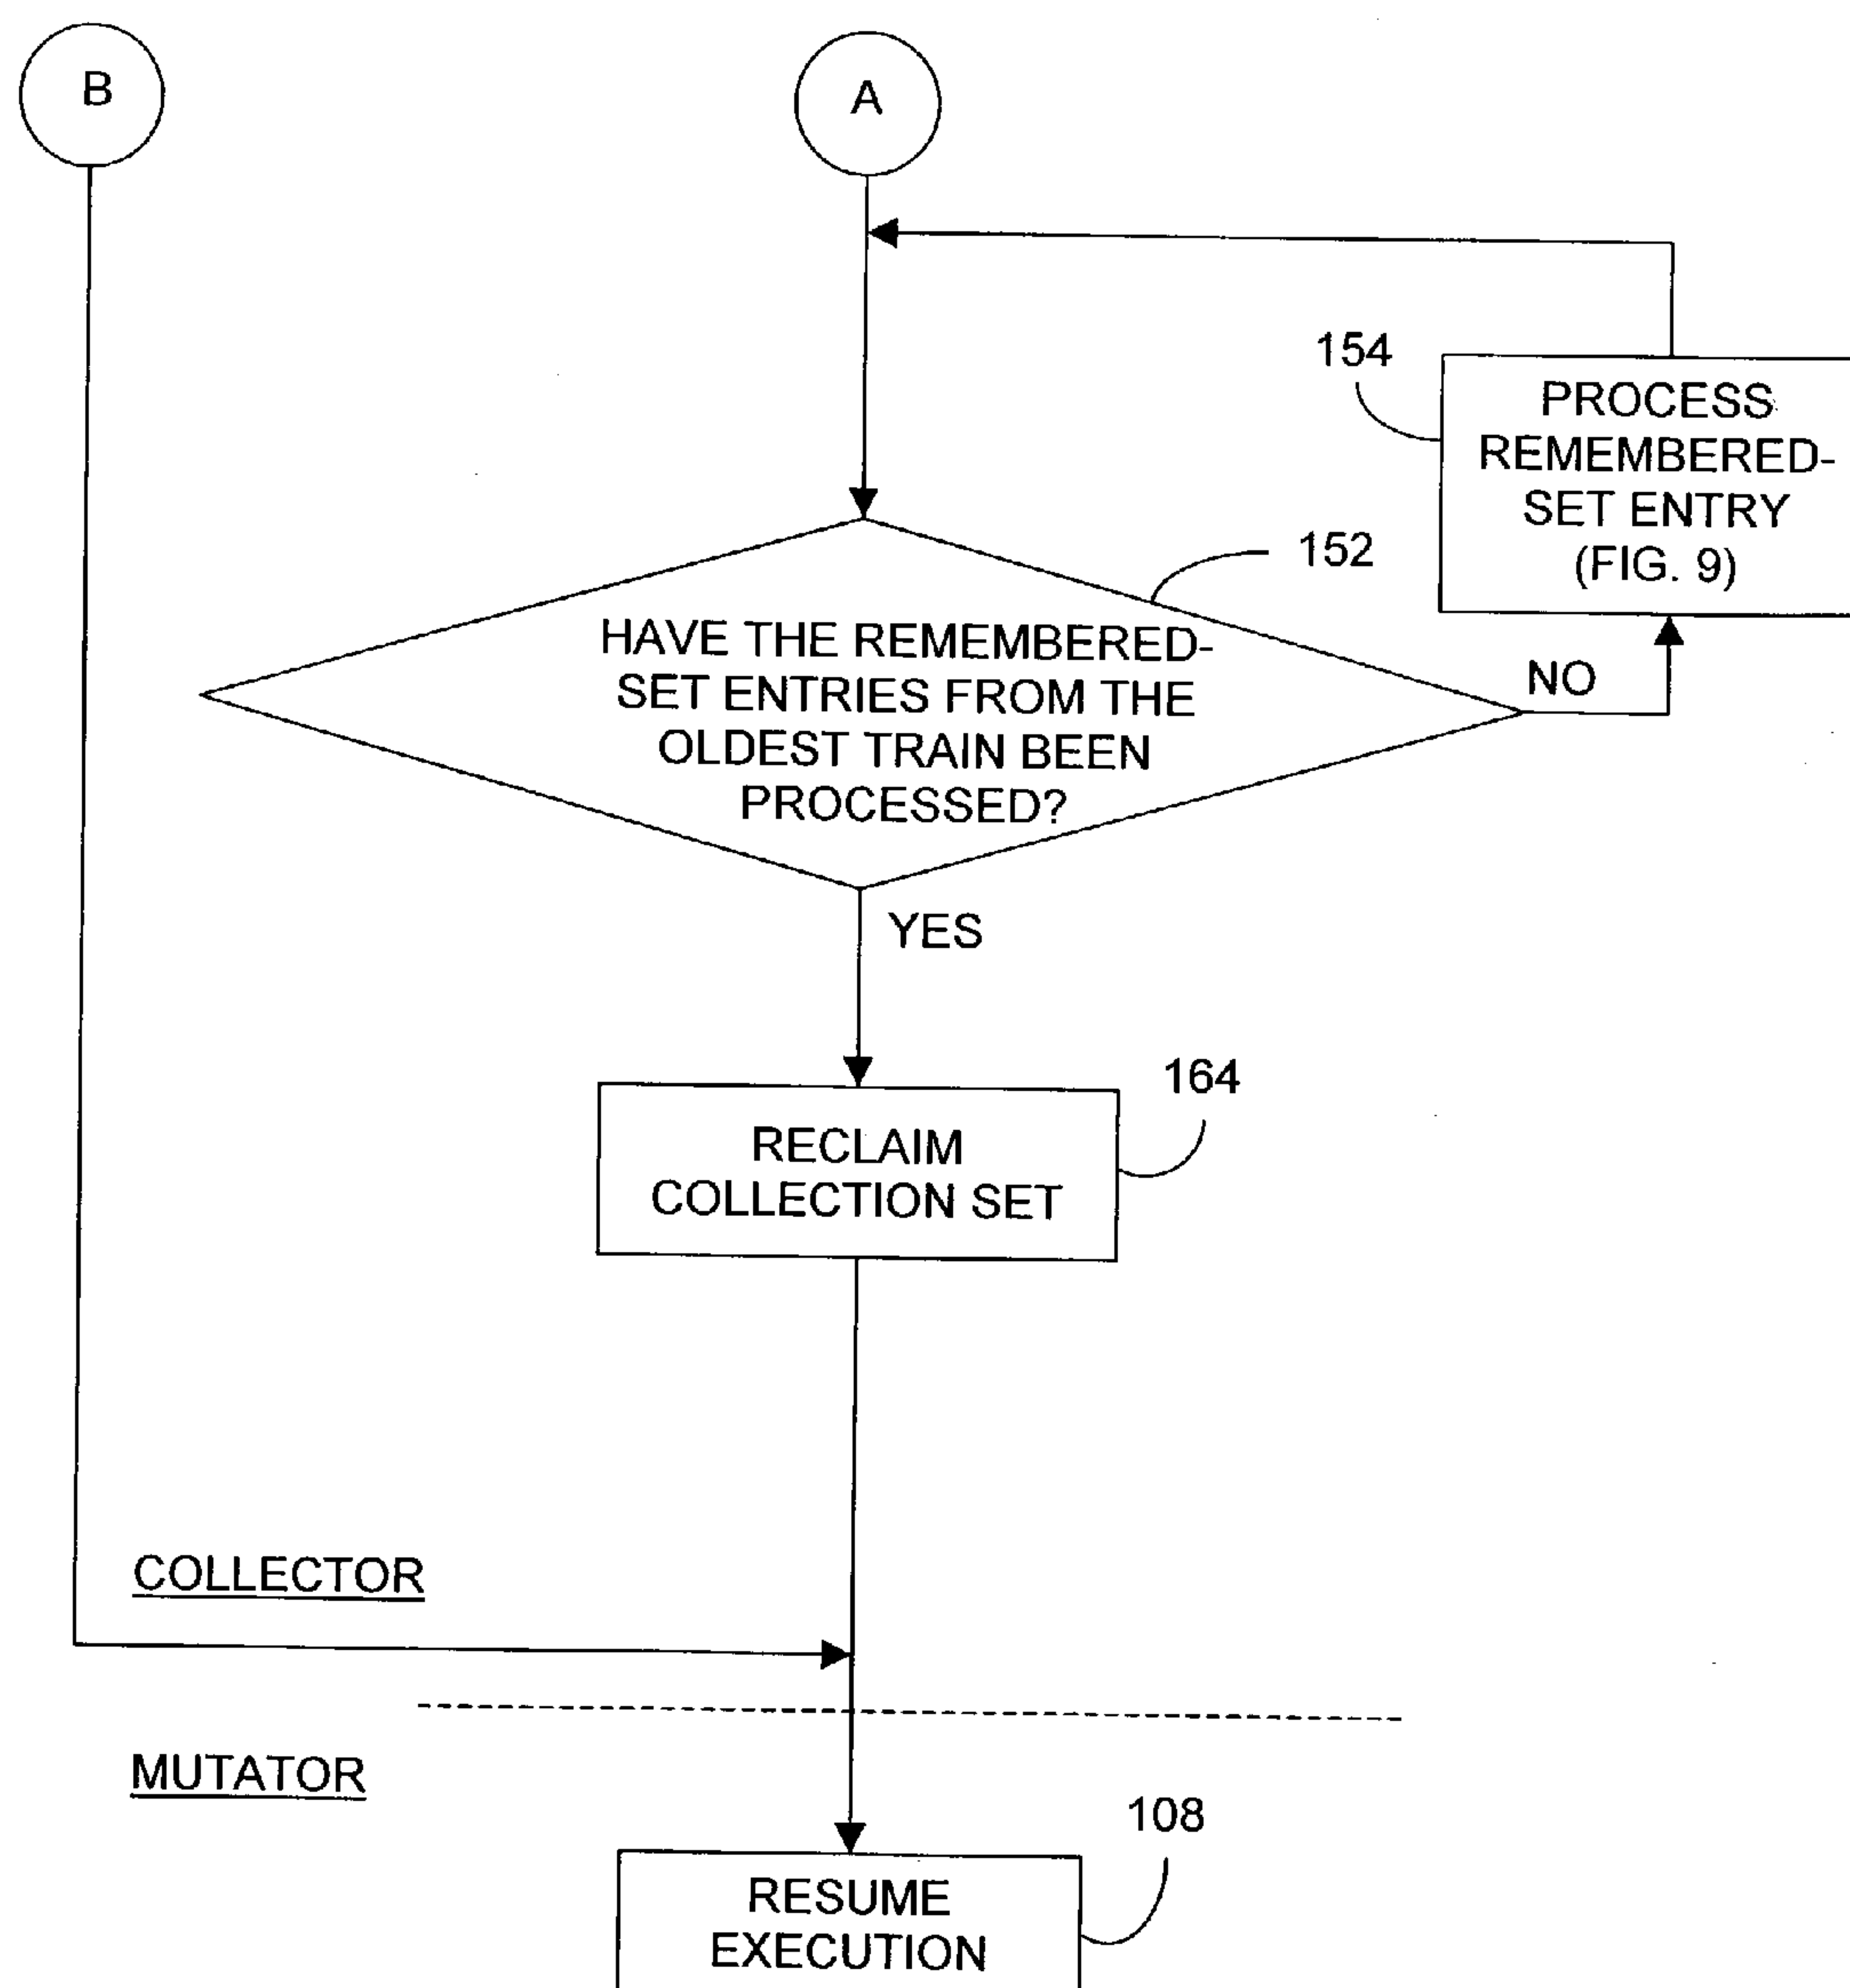 B
A
154
PROCESS
REMEMBERED-
SET ENTRY
(FIG. 9)
152
HAVE THE REMEMBERED-
SET ENTRIES FROM THE
OLDEST TRAIN BEEN
PROCESSED?
NO
YES
164
RECLAIM
COLLECTION SET
COLLECTOR
MUTATOR
108
RESUME
EXECUTION